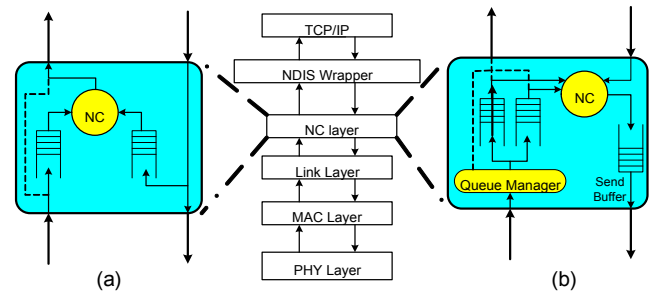 TCP/IP
NDIS Wrapper
NC
NC
NC layer
Link Layer
Queue Manager
Send
Buffer
MAC Layer
PHY Layer
(a)
(b)